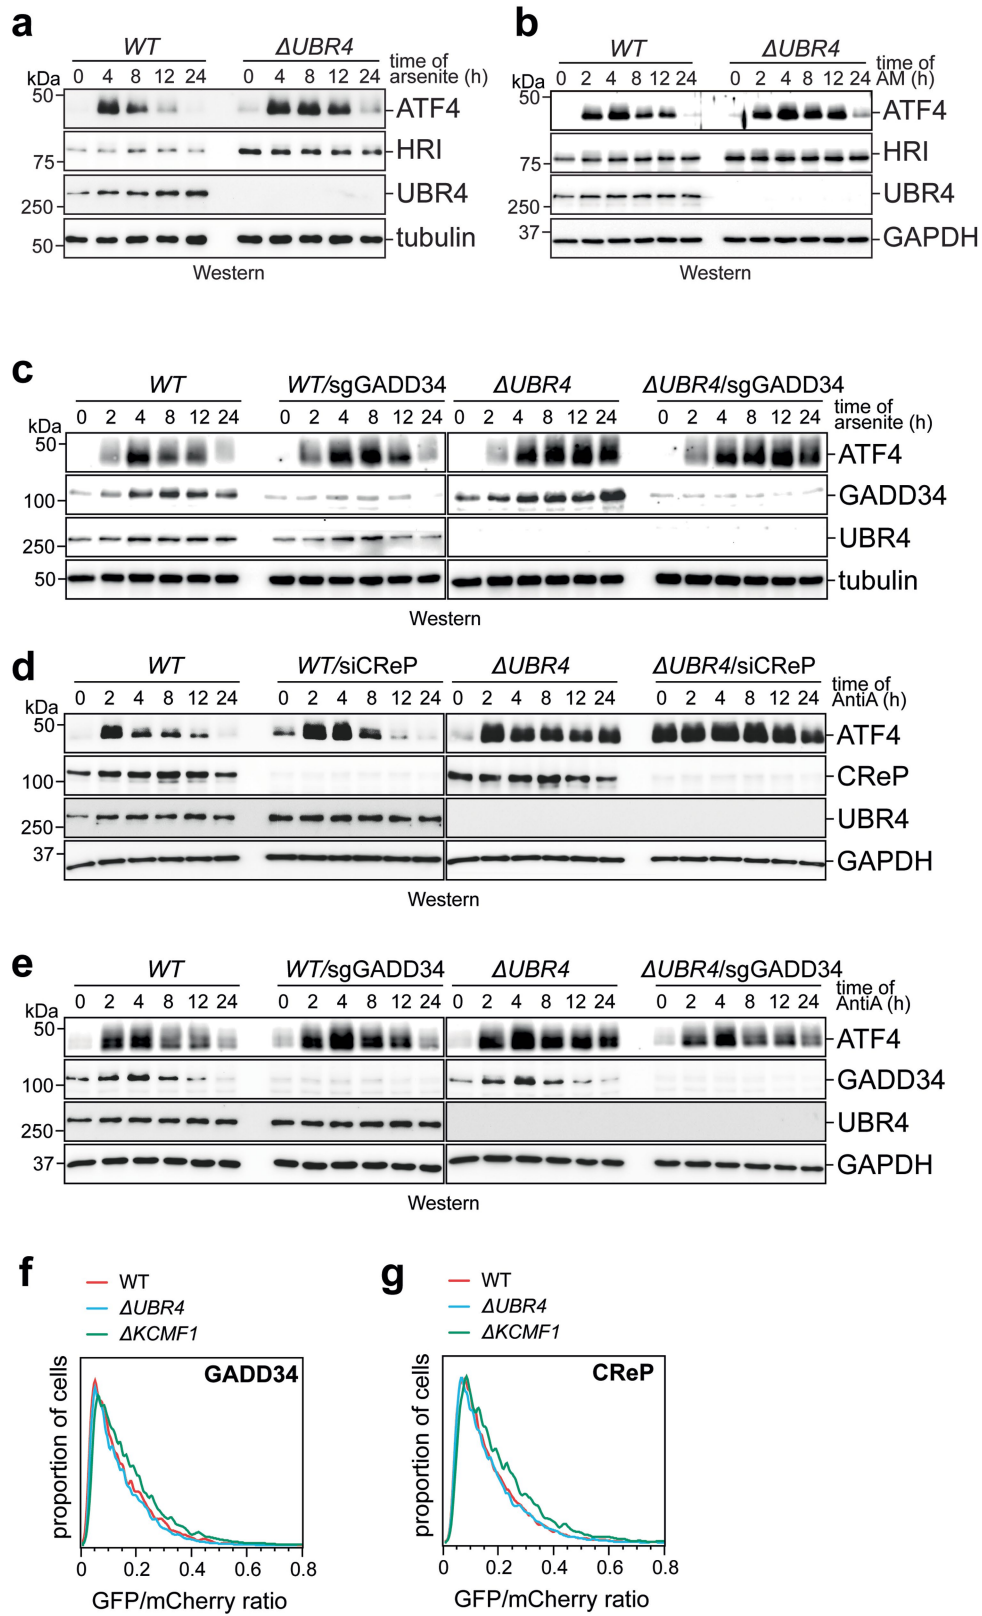 a
WT ΔUBR4
time of
kDa 0 4 8 12 24 0 4 8 12 24 arsenite (h)
50 ATF4
75 HRI
250 UBR4
50 tubulin
Western
b
WT ΔUBR4
time of
kDa 0 2 4 8 12 24 0 2 4 8 12 24 AM (h)
50 ATF4
75 HRI
250 UBR4
37 GAPDH
Western
c
WT WT/sgGADD34 ΔUBR4 ΔUBR4/sgGADD34
time of
0 2 4 8 12 24 0 2 4 8 12 24 0 2 4 8 12 24 0 2 4 8 12 24 arsenite (h)
kDa
50 ATF4
100 GADD34
250 UBR4
50 tubulin
Western
d
WT WT/siCReP ΔUBR4 ΔUBR4/siCReP
time of
0 2 4 8 12 24 0 2 4 8 12 24 0 2 4 8 12 24 0 2 4 8 12 24 AntiA (h)
kDa
50 ATF4
100 CReP
250 UBR4
37 GAPDH
Western
e
WT WT/sgGADD34 ΔUBR4 ΔUBR4/sgGADD34
time of
0 2 4 8 12 24 0 2 4 8 12 24 0 2 4 8 12 24 0 2 4 8 12 24 AntiA (h)
kDa
50 ATF4
100 GADD34
250 UBR4
37 GAPDH
Western
f
WT
ΔUBR4
ΔKCMF1
GADD34
proportion of cells
0 0.2 0.4 0.6 0.8
GFP/mCherry ratio
g
WT
ΔUBR4
ΔKCMF1
CReP
proportion of cells
0 0.2 0.4 0.6 0.8
GFP/mCherry ratio